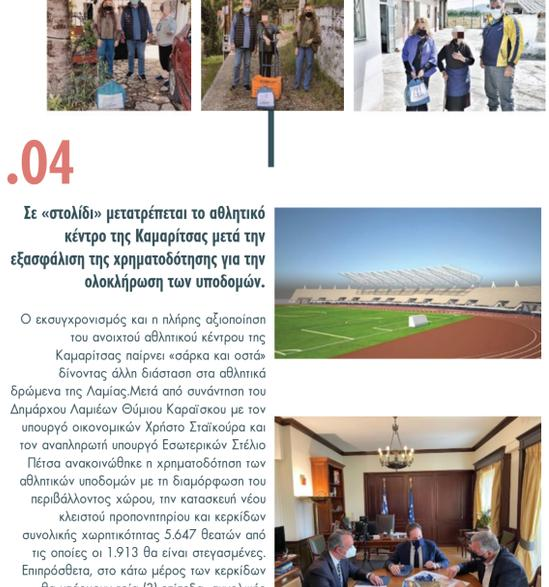 .04
Σε «στολίδι» μετατρέπεται το αθλητικό
κέντρο της Καμαρίτσας μετά την
εξασφάλιση της χρηματοδότησης για την
ολοκλήρωση των υποδομών.
Ο εκσυγχρονισμός και η πλήρης αξιοποίηση
του ανοιχτού αθλητικού κέντρου της
Καμαρίτσας παίρνει «σάρκα και οστά»
δίνοντας άλλη διάσταση στα αθλητικά
δρώμενα της Λαμίας.Μετά από συνάντηση του
Δημάρχου Λαμιέων Θύμιου Καραΐσκου με τον
υπουργό οικονομικών Χρήστο Σταϊκούρα και
τον αναπληρωτή υπουργό Εσωτερικών Στέλιο
Πέτσα ανακοινώθηκε η χρηματοδότηση των
αθλητικών υποδομών με τη διαμόρφωση του
περιβάλλοντος χώρου, την κατασκευή νέου
κλειστού προπονητηρίου και κερκίδων
συνολικής χωρητικότητας 5.647 θεατών από
τις οποίες οι 1.913 θα είναι στεγασμένες.
Επιπρόσθετα, στο κάτω μέρος των κερκίδων